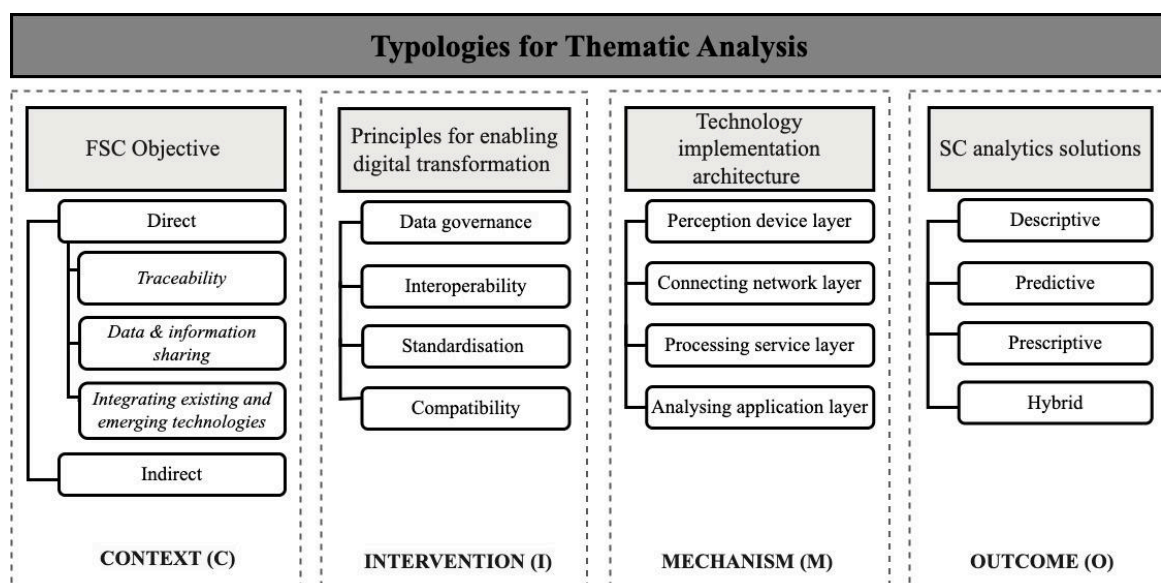 Typologies for Thematic Analysis
FSC Objective
Direct
Traceability
Data & information
sharing
Integrating existing and
emerging technologies
Indirect
CONTEXT (C)
Principles for enabling
digital transformation
Data governance
Interoperability
Standardisation
Compatibility
INTERVENTION (I)
Technology
implementation
architecture
Perception device layer
Connecting network layer
Processing service layer
Analysing application layer
MECHANISM (M)
SC analytics solutions
Descriptive
Predictive
Prescriptive
Hybrid
OUTCOME (O)